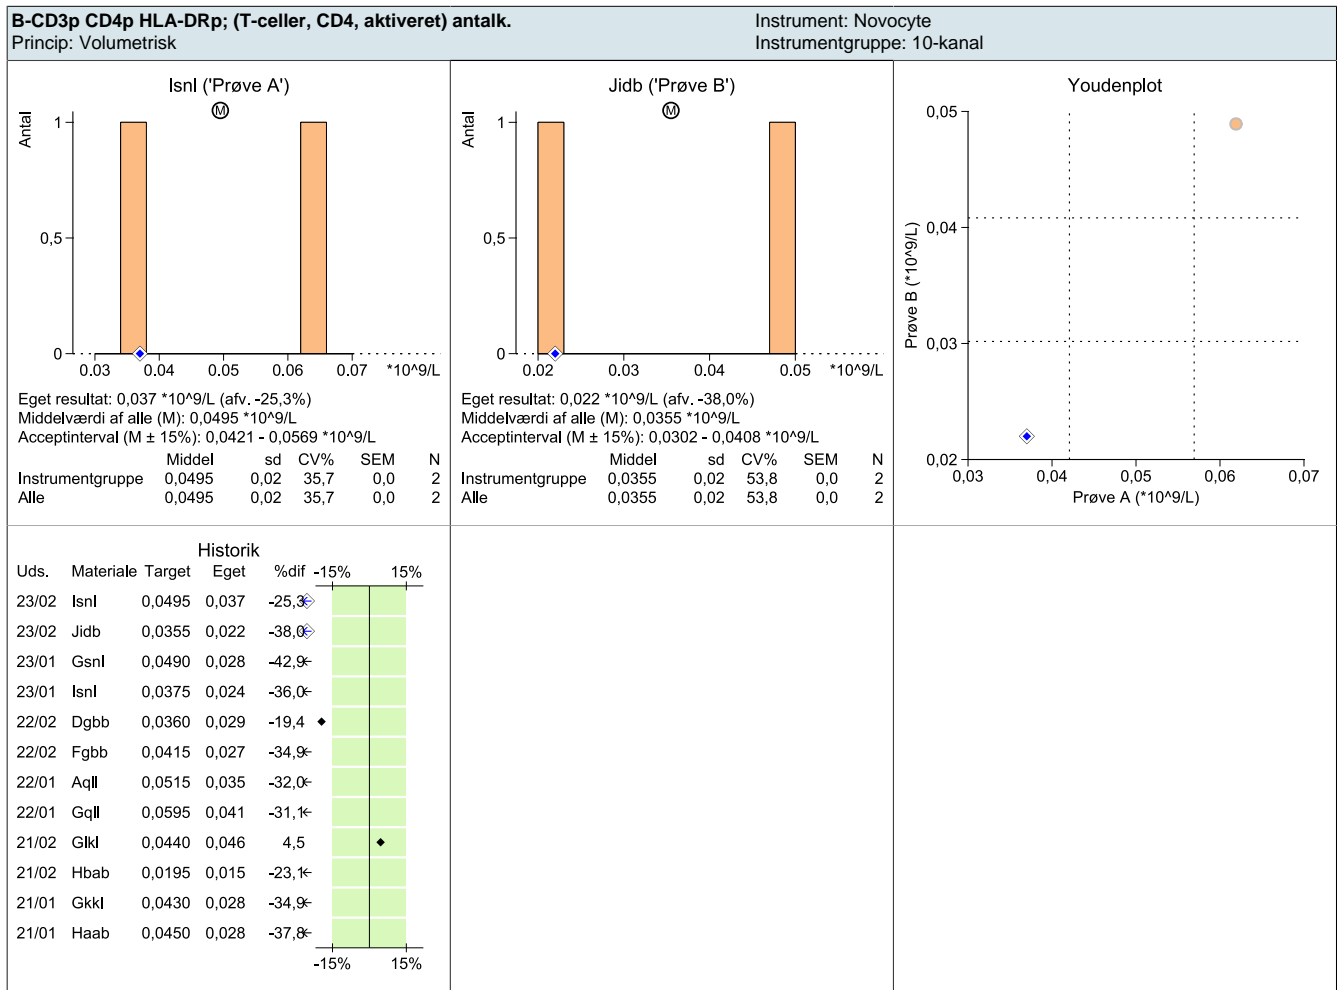 B-CD3p CD4p HLA-DRp; (T-celler, CD4, aktiveret) antalk.
Princip: Volumetrisk
Instrument: Novocyte
Instrumentgruppe: 10-kanal
Isnl ('Prøve A')
M
Antal
1
0,5
0
0.03 0.04 0.05 0.06 0.07 *10^9/L
Eget resultat: 0,037 *10^9/L (afv. -25,3%)
Middelværdi af alle (M): 0,0495 *10^9/L
Acceptinterval (M ± 15%): 0,0421 - 0,0569 *10^9/L
Middel sd CV% SEM N
Instrumentgruppe 0,0495 0,02 35,7 0,0 2
Alle 0,0495 0,02 35,7 0,0 2
Jidb ('Prøve B')
M
Antal
1
0,5
0
0.02 0.03 0.04 0.05 *10^9/L
Eget resultat: 0,022 *10^9/L (afv. -38,0%)
Middelværdi af alle (M): 0,0355 *10^9/L
Acceptinterval (M ± 15%): 0,0302 - 0,0408 *10^9/L
Middel sd CV% SEM N
Instrumentgruppe 0,0355 0,02 53,8 0,0 2
Alle 0,0355 0,02 53,8 0,0 2
Youdenplot
Prøve B (*10^9/L)
0,05
0,04
0,03
0,02
0,03 0,04 0,05 0,06 0,07
Prøve A (*10^9/L)
Historik
Uds. Materiale Target Eget %dif -15% 15%
23/02 Isnl 0,0495 0,037 -25,3
23/02 Jidb 0,0355 0,022 -38,0
23/01 Gsnl 0,0490 0,028 -42,9
23/01 Isnl 0,0375 0,024 -36,0
22/02 Dgbb 0,0360 0,029 -19,4
22/02 Fgbb 0,0415 0,027 -34,9
22/01 Aqll 0,0515 0,035 -32,0
22/01 Gqll 0,0595 0,041 -31,1
21/02 Glkl 0,0440 0,046 4,5
21/02 Hbab 0,0195 0,015 -23,1
21/01 Gkkl 0,0430 0,028 -34,9
21/01 Haab 0,0450 0,028 -37,8
-15% 15%